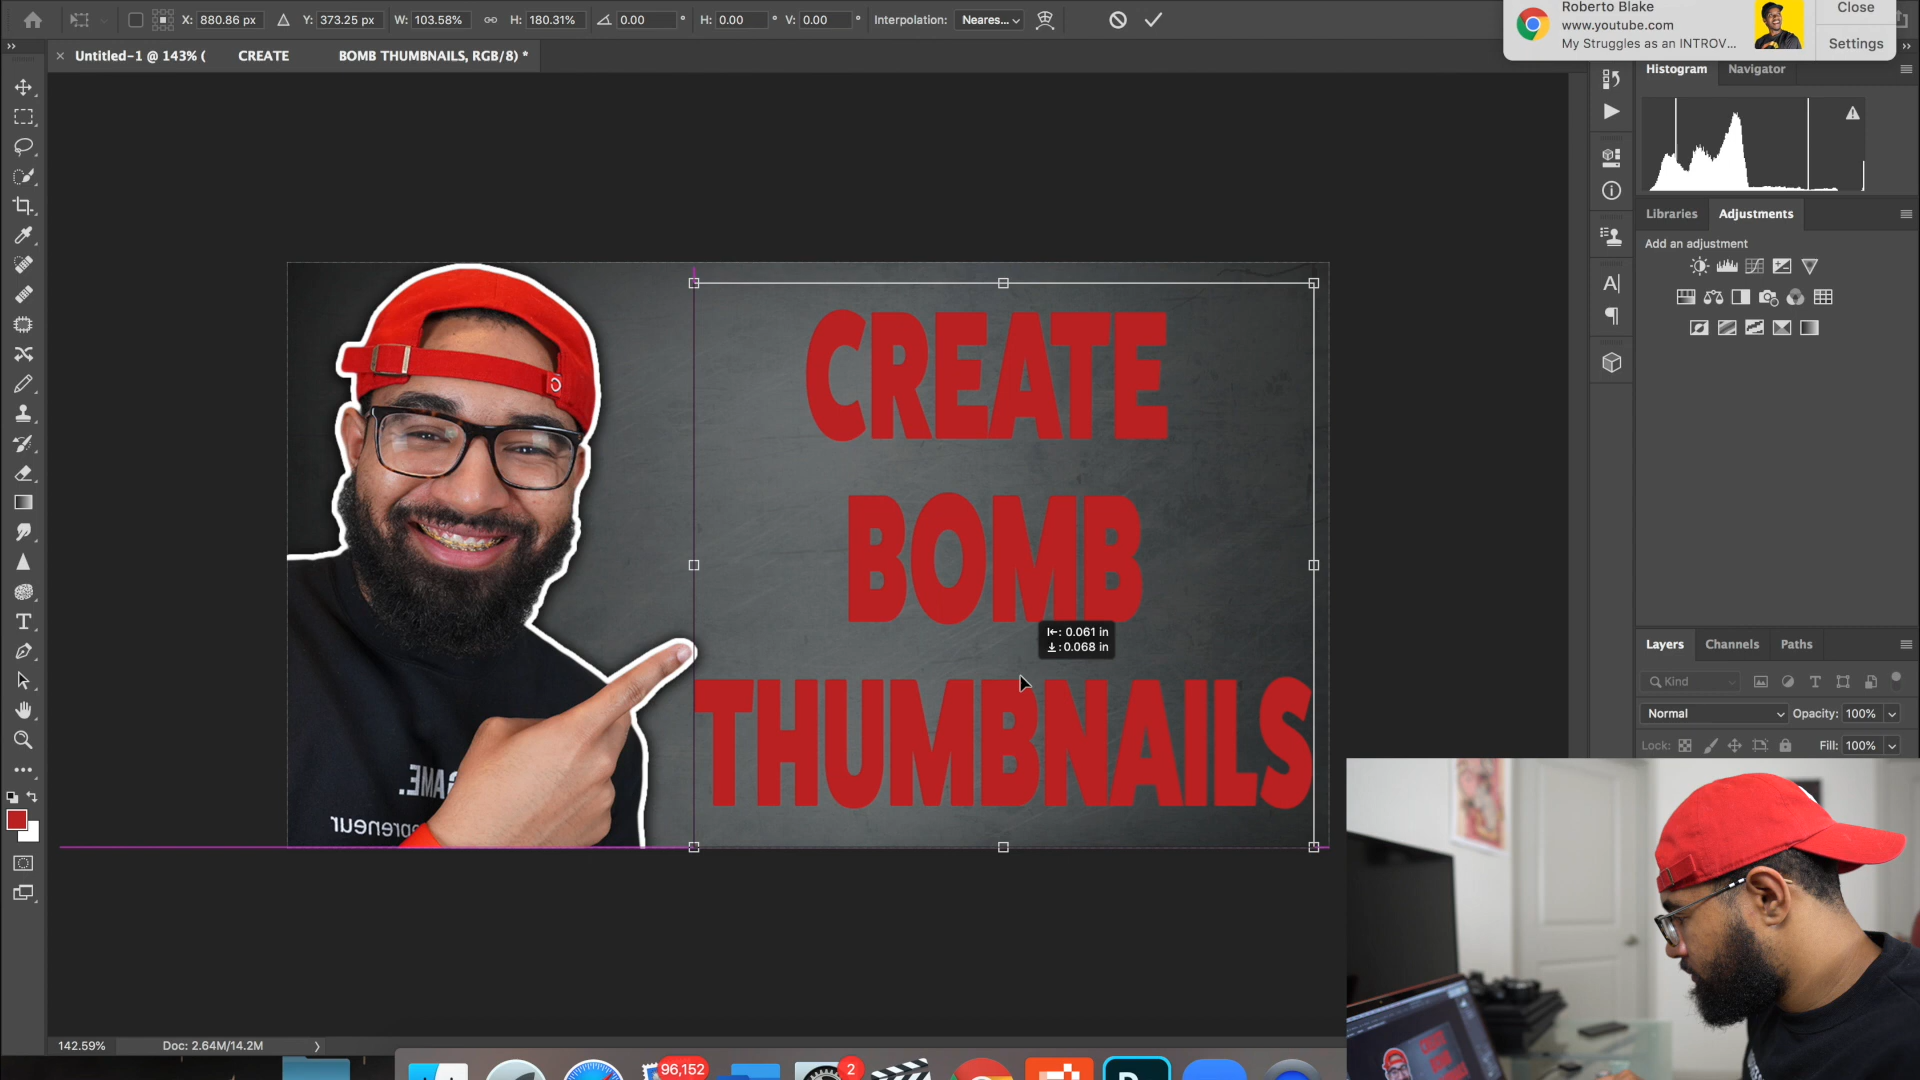 X: 880.86 px Y: 373.25 px W: 103.58% H: 180.31% 0.00 ° H: 0.00 ° V: 0.00 ° Interpolation: Neares...
Roberto Blake
www.youtube.com
My Struggles as an INTROV...
Close
Settings
Untitled-1 @ 143% ( CREATE BOMB THUMBNAILS, RGB/8) *
Histogram Navigator
Libraries Adjustments
Add an adjustment
CREATE
BOMB
THUMBNAILS
: 0.061 in
: 0.068 in
GAME.
preneur
Layers Channels Paths
Kind
Normal Opacity: 100%
Lock: Fill: 100%
142.59% Doc: 2.64M/14.2M
96,152
2